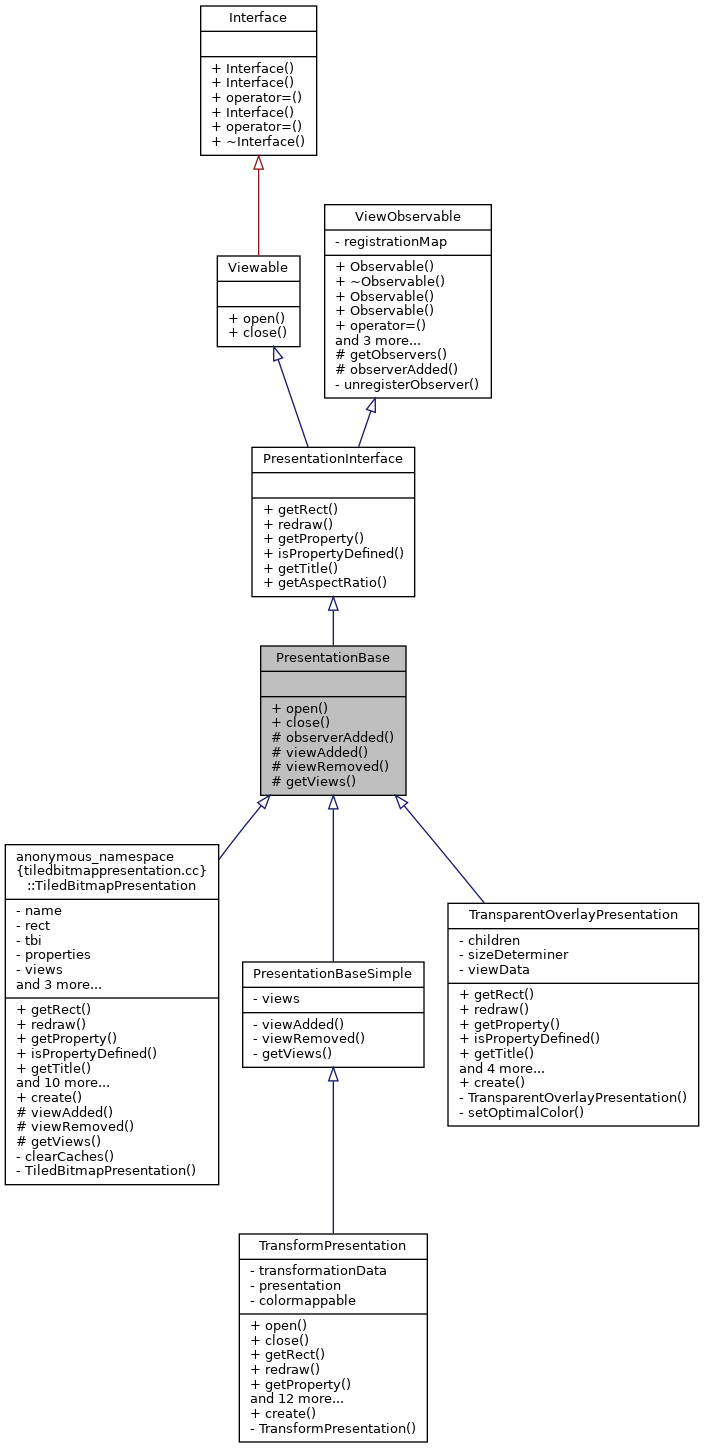 Interface
+ Interface()
+ Interface()
+ operator=()
+ Interface()
+ operator=()
+ ~Interface()
ViewObservable
- registrationMap
+ Observable()
+ ~Observable()
+ Observable()
+ Observable()
+ operator=()
and 3 more...
# getObservers()
# observerAdded()
- unregisterObserver()
Viewable
+ open()
+ close()
PresentationInterface
+ getRect()
+ redraw()
+ getProperty()
+ isPropertyDefined()
+ getTitle()
+ getAspectRatio()
PresentationBase
+ open()
+ close()
# observerAdded()
# viewAdded()
# viewRemoved()
# getViews()
anonymous_namespace
{tiledbitmappresentation.cc}
::TiledBitmapPresentation
- name
- rect
- tbi
- properties
- views
and 3 more...
+ getRect()
+ redraw()
+ getProperty()
+ isPropertyDefined()
+ getTitle()
and 10 more...
+ create()
# viewAdded()
# viewRemoved()
# getViews()
- clearCaches()
- TiledBitmapPresentation()
PresentationBaseSimple
- views
- viewAdded()
- viewRemoved()
- getViews()
TransparentOverlayPresentation
- children
- sizeDeterminer
- viewData
+ getRect()
+ redraw()
+ getProperty()
+ isPropertyDefined()
+ getTitle()
and 4 more...
+ create()
- TransparentOverlayPresentation()
- setOptimalColor()
TransformPresentation
- transformationData
- presentation
- colormappable
+ open()
+ close()
+ getRect()
+ redraw()
+ getProperty()
and 12 more...
+ create()
- TransformPresentation()